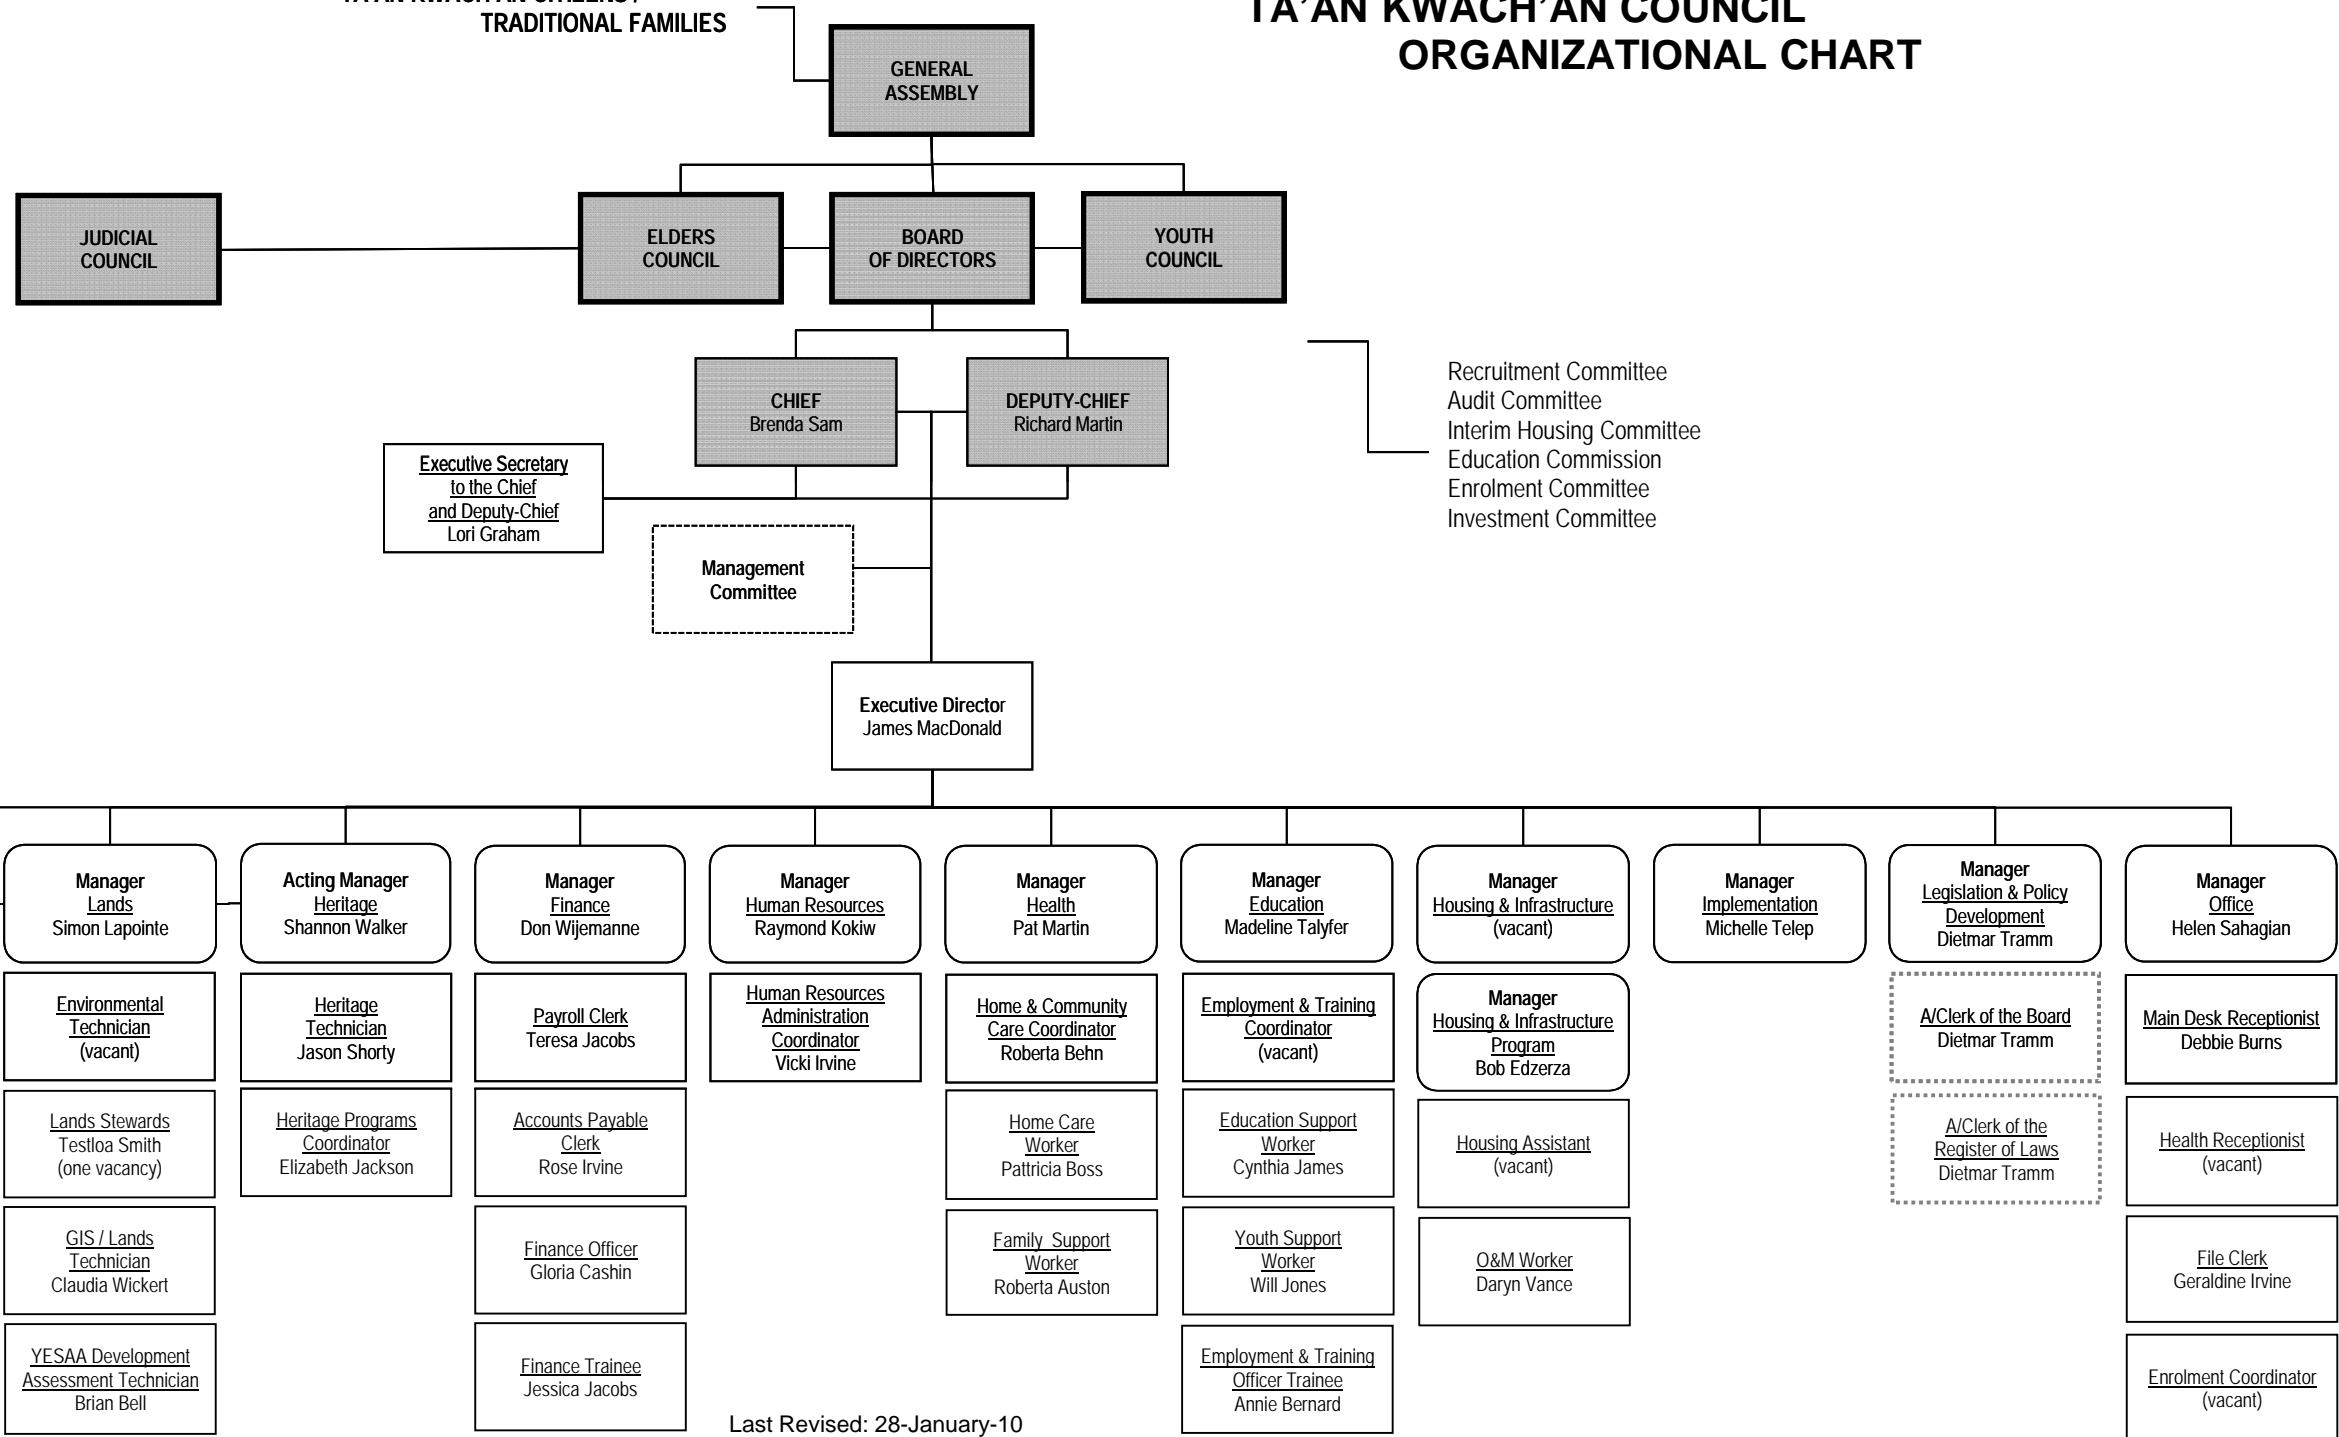 TRADITIONAL FAMILIES
TA'AN KWACH'AN COUNCIL
ORGANIZATIONAL CHART
GENERAL
ASSEMBLY
JUDICIAL
COUNCIL
ELDERS
COUNCIL
BOARD
OF DIRECTORS
YOUTH
COUNCIL
CHIEF
Brenda Sam
DEPUTY-CHIEF
Richard Martin
Recruitment Committee
Audit Committee
Interim Housing Committee
Education Commission
Enrolment Committee
Investment Committee
Executive Secretary
to the Chief
and Deputy-Chief
Lori Graham
Management
Committee
Executive Director
James MacDonald
Manager
Lands
Simon Lapointe
Acting Manager
Heritage
Shannon Walker
Manager
Finance
Don Wijemanne
Manager
Human Resources
Raymond Kokiw
Manager
Health
Pat Martin
Manager
Education
Madeline Talyfer
Manager
Housing & Infrastructure
(vacant)
Manager
Implementation
Michelle Telep
Manager
Legislation & Policy
Development
Dietmar Tramm
Manager
Office
Helen Sahagian
Environmental
Technician
(vacant)
Heritage
Technician
Jason Shorty
Payroll Clerk
Teresa Jacobs
Human Resources
Administration
Coordinator
Vicki Irvine
Home & Community
Care Coordinator
Roberta Behn
Employment & Training
Coordinator
(vacant)
Manager
Housing & Infrastructure
Program
Bob Edzerza
A/Clerk of the Board
Dietmar Tramm
Main Desk Receptionist
Debbie Burns
Lands Stewards
Testloa Smith
(one vacancy)
Heritage Programs
Coordinator
Elizabeth Jackson
Accounts Payable
Clerk
Rose Irvine
Home Care
Worker
Pattricia Boss
Education Support
Worker
Cynthia James
Housing Assistant
(vacant)
A/Clerk of the
Register of Laws
Dietmar Tramm
Health Receptionist
(vacant)
GIS / Lands
Technician
Claudia Wickert
Finance Officer
Gloria Cashin
Family Support
Worker
Roberta Auston
Youth Support
Worker
Will Jones
O&M Worker
Daryn Vance
File Clerk
Geraldine Irvine
YESAA Development
Assessment Technician
Brian Bell
Finance Trainee
Jessica Jacobs
Employment & Training
Officer Trainee
Annie Bernard
Enrolment Coordinator
(vacant)
Last Revised: 28-January-10